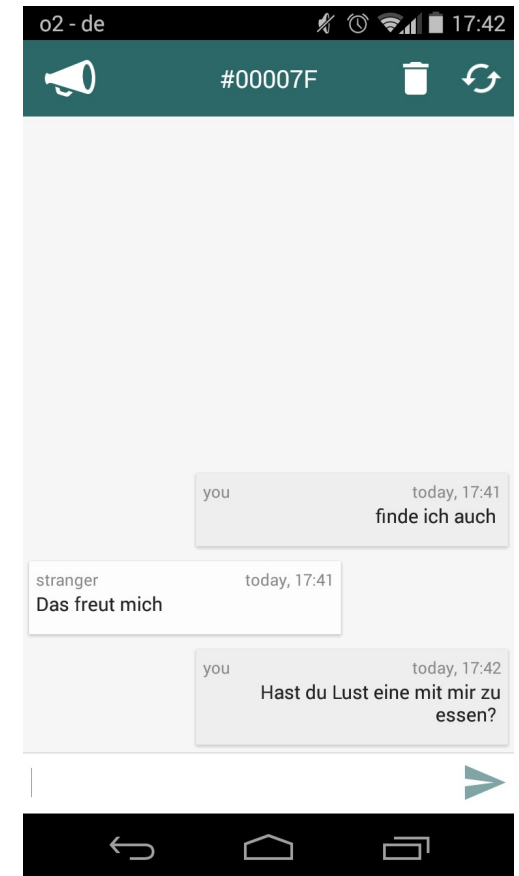 o2 - de 17:42
#00007F
you today, 17:41
finde ich auch
stranger today, 17:41
Das freut mich
you today, 17:42
Hast du Lust eine mit mir zu
essen?